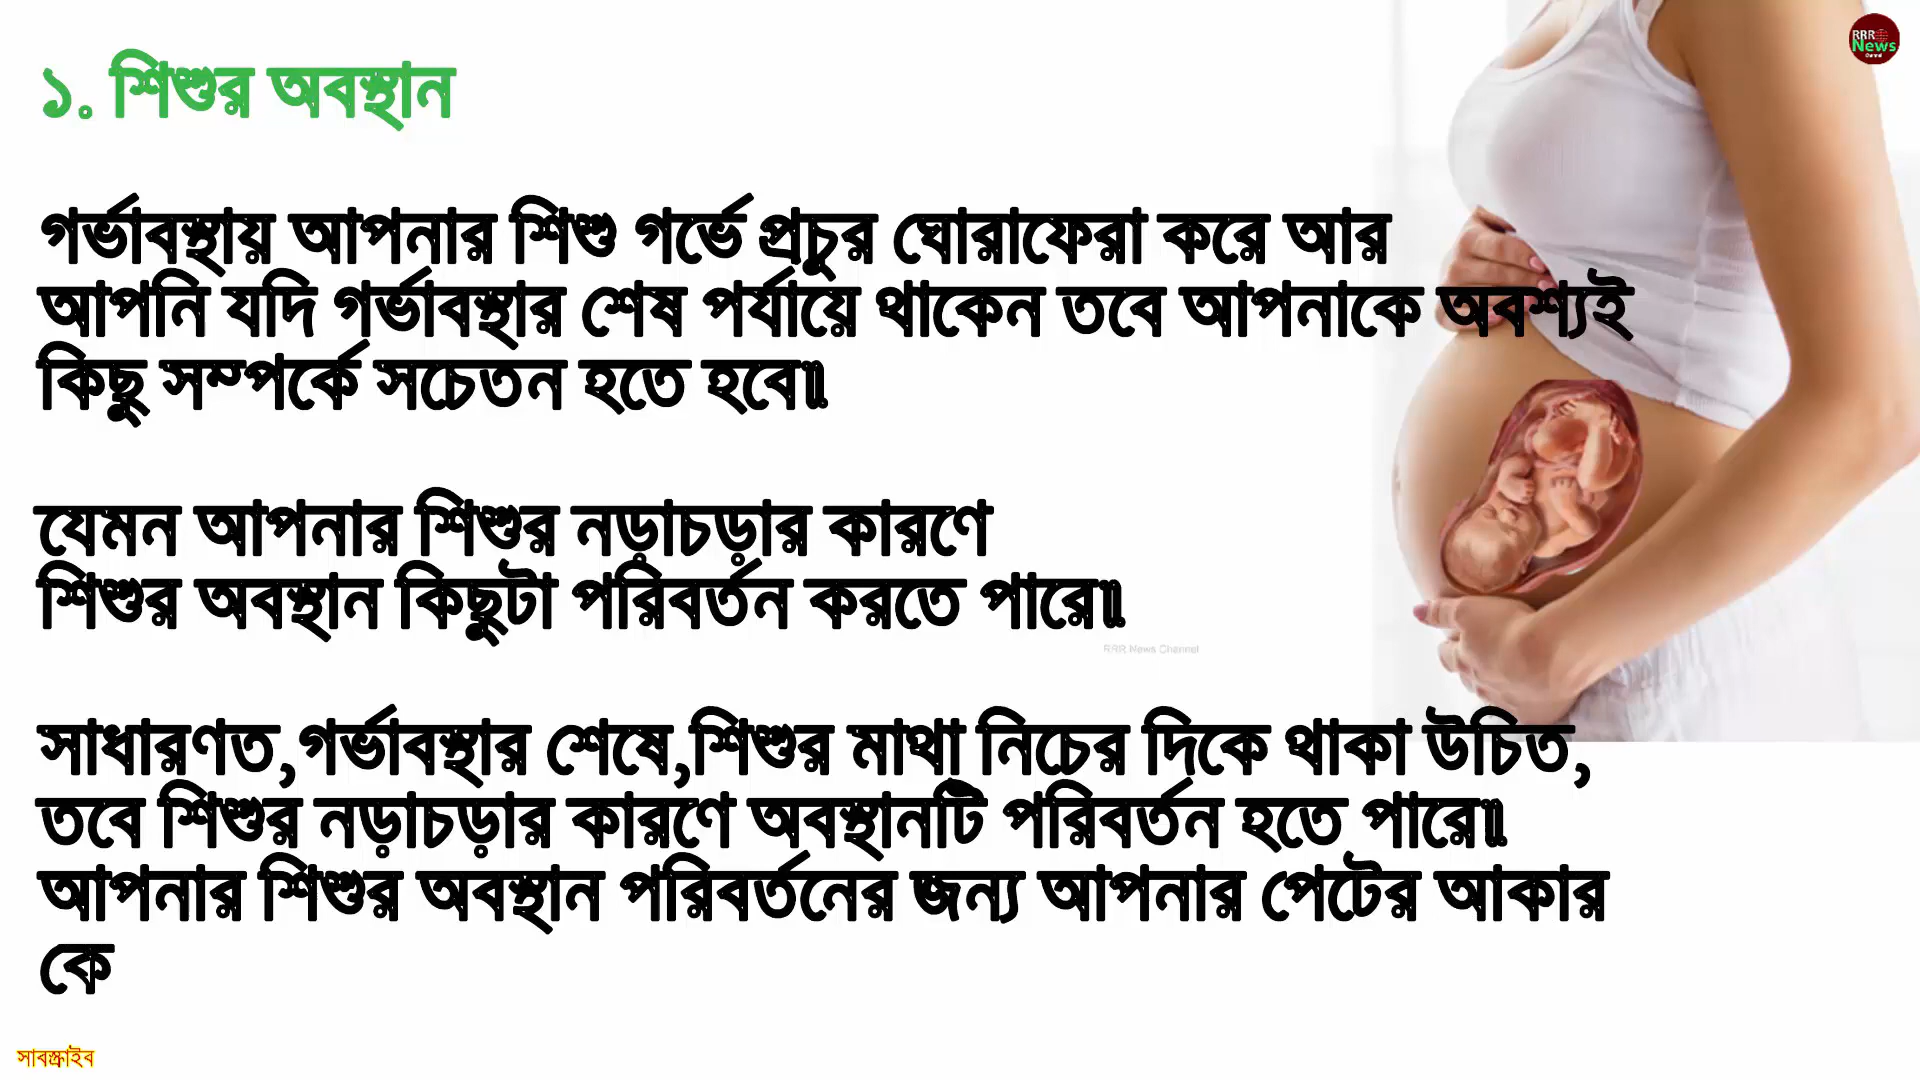 RRR
News
Channel
১. শিশুর অবস্থান
গর্ভাবস্থায় আপনার শিশু গর্ভে প্রচুর ঘোরাফেরা করে আর
আপনি যদি গর্ভাবস্থার শেষ পর্যায়ে থাকেন তবে আপনাকে অবশ্যই
কিছু সম্পর্কে সচেতন হতে হবে।
যেমন আপনার শিশুর নড়াচড়ার কারণে
শিশুর অবস্থান কিছুটা পরিবর্তন করতে পারে।
RRR News Channel
সাধারণত,গর্ভাবস্থার শেষে,শিশুর মাথা নিচের দিকে থাকা উচিত,
তবে শিশুর নড়াচড়ার কারণে অবস্থানটি পরিবর্তন হতে পারে।
আপনার শিশুর অবস্থান পরিবর্তনের জন্য আপনার পেটের আকার
কে
সাবস্ক্রাইব